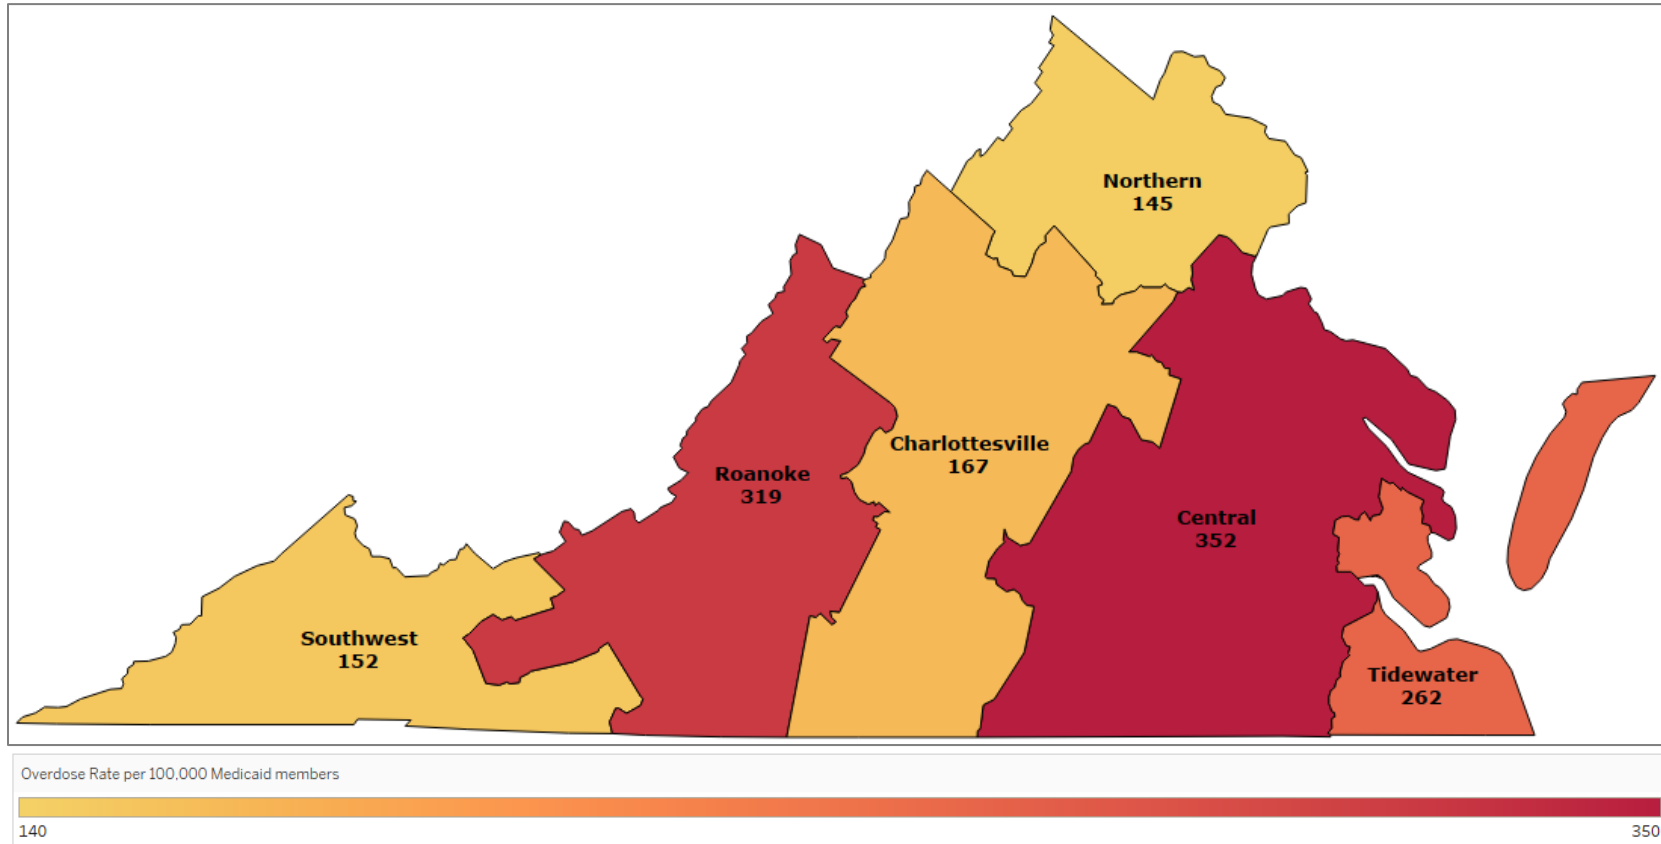 Northern
145
Charlottesville
167
Roanoke
319
Central
352
Southwest
152
Tidewater
262
Overdose Rate per 100,000 Medicaid members
140
350